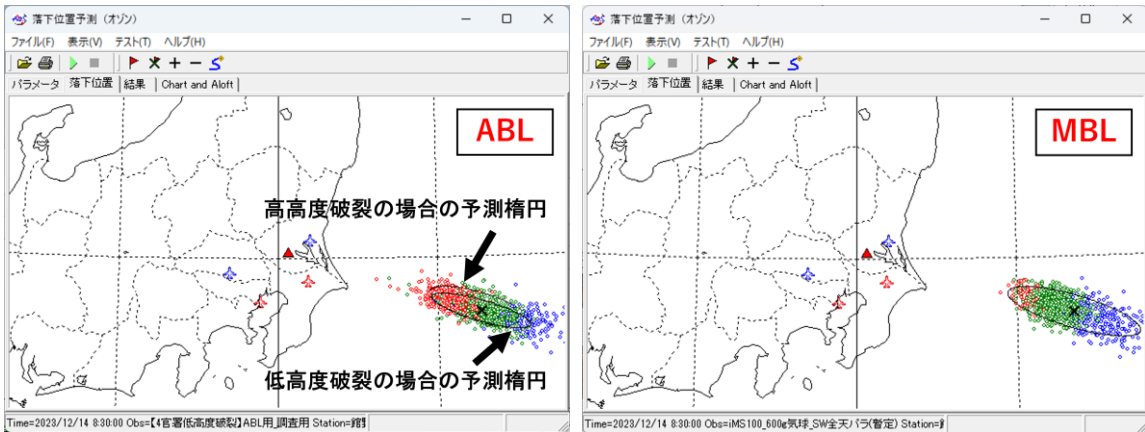 落下位置予測 (オゾン)
ファイル(F) 表示(V) テスト(T) ヘルプ(H)
パラメータ 落下位置 結果 Chart and Aloft
ABL
高高度破裂の場合の予測楕円
低高度破裂の場合の予測楕円
Time=2023/12/14 8:30:00 Obs=【4官署低高度破裂】ABL用_調査用 Station=館
落下位置予測 (オゾン)
ファイル(F) 表示(V) テスト(T) ヘルプ(H)
パラメータ 落下位置 結果 Chart and Aloft
MBL
Time=2023/12/14 8:30:00 Obs=iMS100_600g気球_SW全天パラ(暫定) Station=